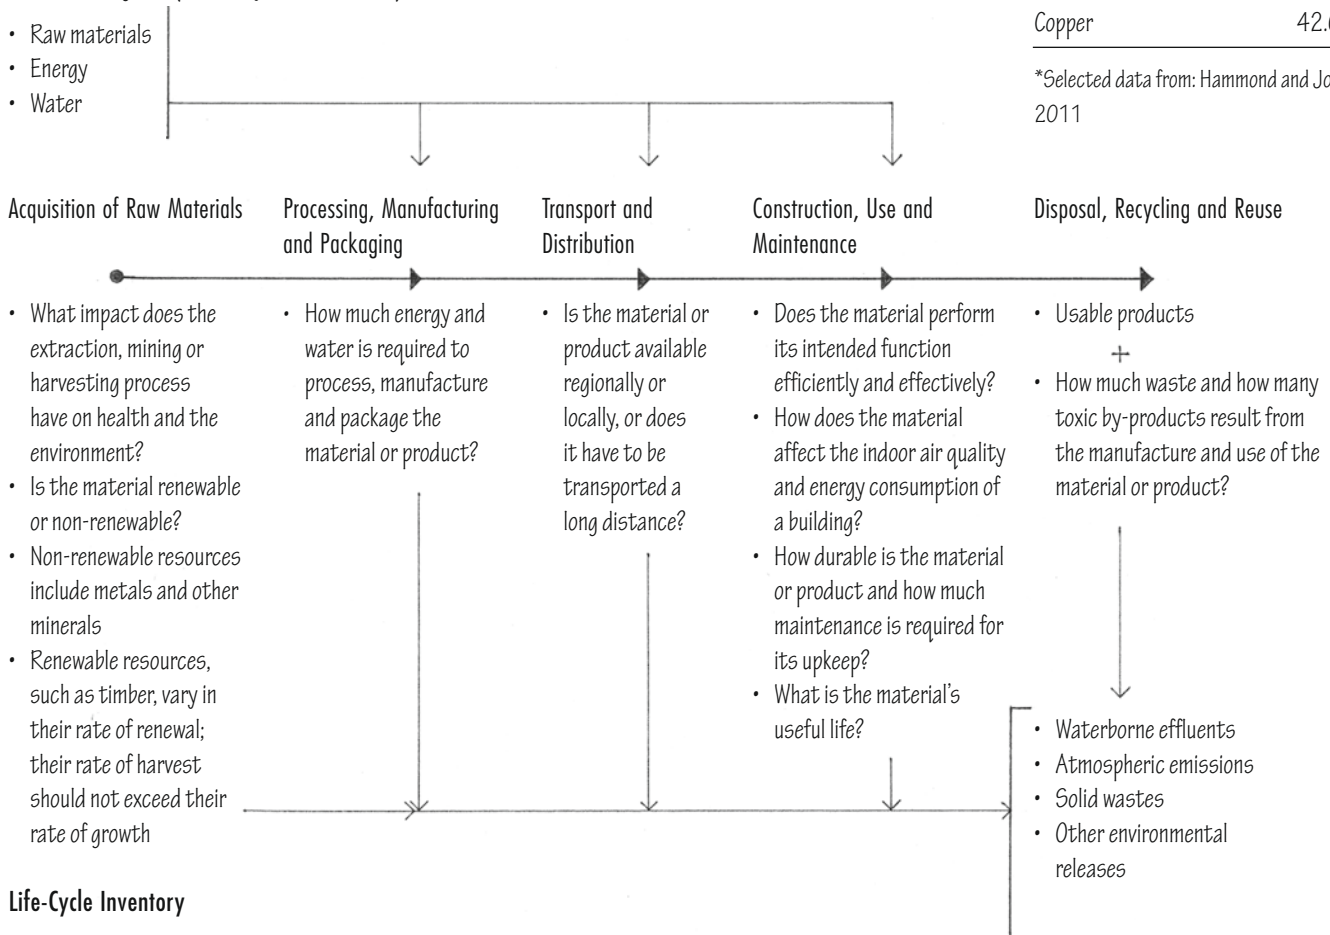 • Raw materials
• Energy
• Water
Copper 42.
*Selected data from: Hammond and Jo
2011
Acquisition of Raw Materials
Processing, Manufacturing
and Packaging
Transport and
Distribution
Construction, Use and
Maintenance
Disposal, Recycling and Reuse
• What impact does the
extraction, mining or
harvesting process
have on health and the
environment?
• Is the material renewable
or non-renewable?
• Non-renewable resources
include metals and other
minerals
• Renewable resources,
such as timber, vary in
their rate of renewal;
their rate of harvest
should not exceed their
rate of growth
• How much energy and
water is required to
process, manufacture
and package the
material or product?
• Is the material or
product available
regionally or
locally, or does
it have to be
transported a
long distance?
• Does the material perform
its intended function
efficiently and effectively?
• How does the material
affect the indoor air quality
and energy consumption of
a building?
• How durable is the material
or product and how much
maintenance is required for
its upkeep?
• What is the material's
useful life?
• Usable products
+
• How much waste and how many
toxic by-products result from
the manufacture and use of the
material or product?
• Waterborne effluents
• Atmospheric emissions
• Solid wastes
• Other environmental
releases
Life-Cycle Inventory